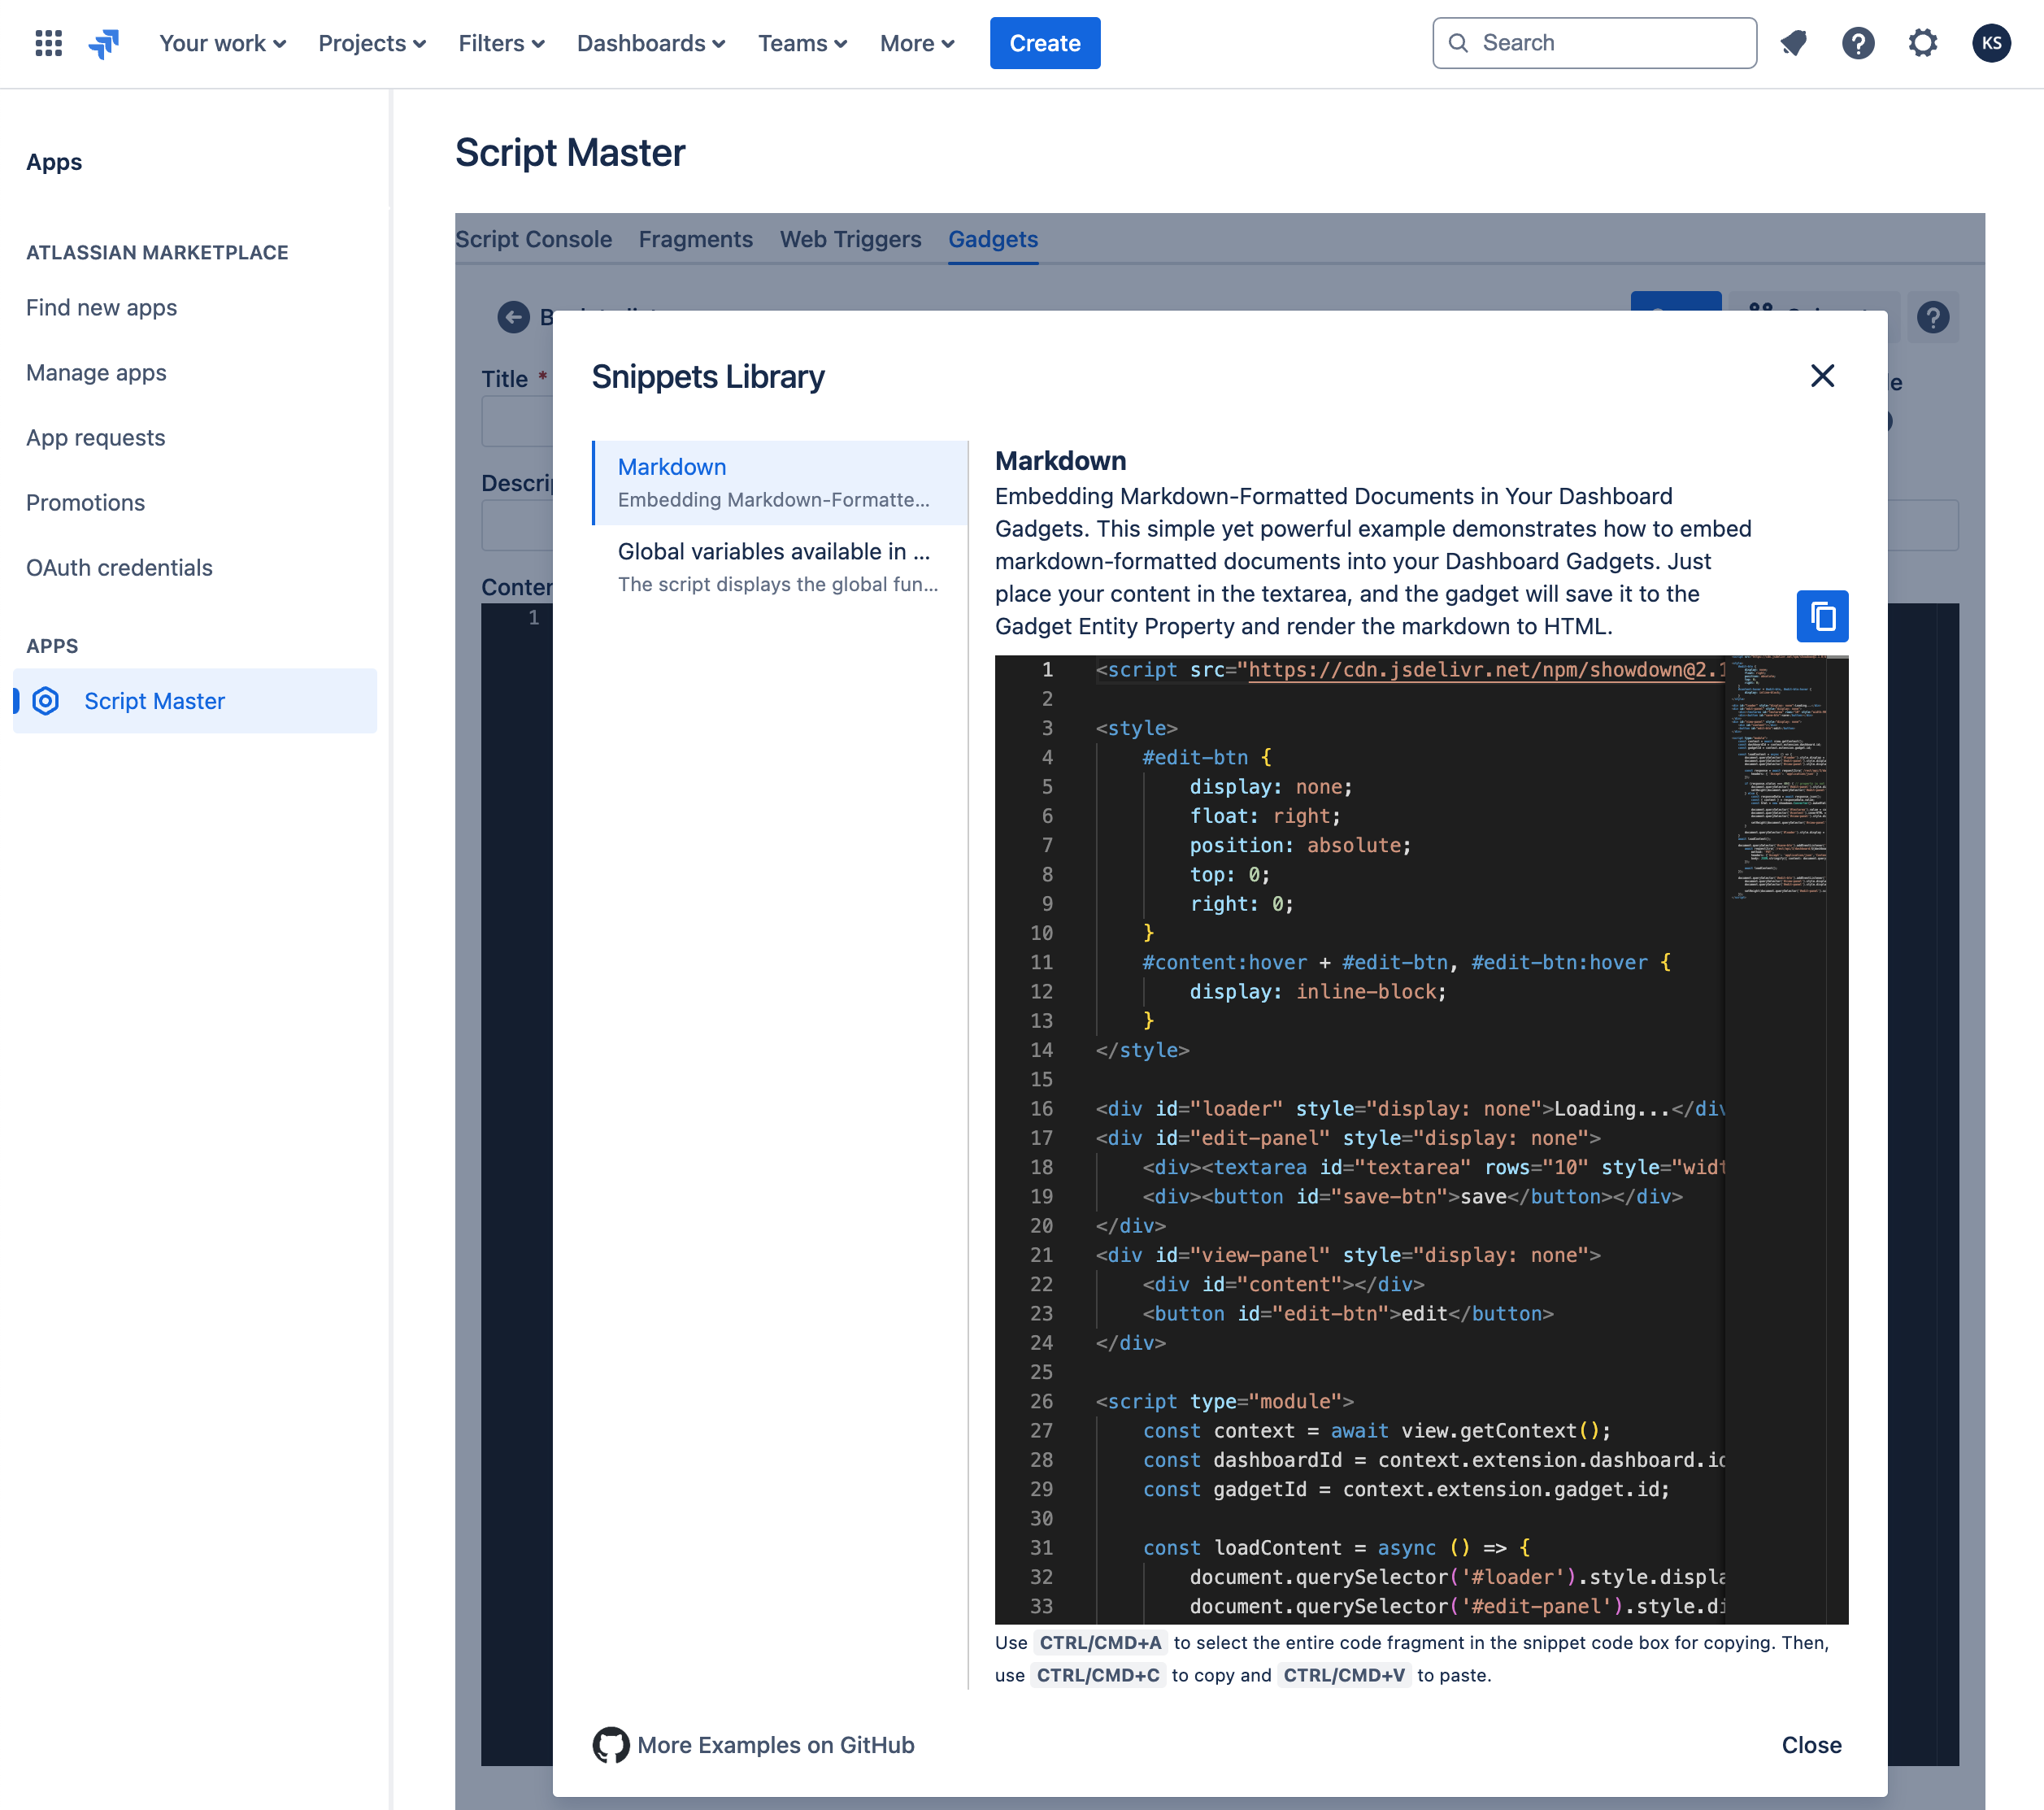 Your work Projects Filters Dashboards Teams More Create Search KS
Apps
ATLASSIAN MARKETPLACE
Find new apps
Manage apps
App requests
Promotions
OAuth credentials
APPS
Script Master
Script Master
Script Console Fragments Web Triggers Gadgets
Title *
1
Snippets Library
Markdown
Embedding Markdown-Formatte...
Global variables available in ...
The script displays the global fun...
Markdown
Embedding Markdown-Formatted Documents in Your Dashboard
Gadgets. This simple yet powerful example demonstrates how to embed
markdown-formatted documents into your Dashboard Gadgets. Just
place your content in the textarea, and the gadget will save it to the
Gadget Entity Property and render the markdown to HTML.
1 <script src="https://cdn.jsdelivr.net/npm/showdown@2.1
2
3 <style>
4 #edit-btn {
5 display: none;
6 float: right;
7 position: absolute;
8 top: 0;
9 right: 0;
10 }
11 #content:hover + #edit-btn, #edit-btn:hover {
12 display: inline-block;
13 }
14 </style>
15
16 <div id="loader" style="display: none">Loading...</div
17 <div id="edit-panel" style="display: none">
18 <div><textarea id="textarea" rows="10" style="widt
19 <div><button id="save-btn">save</button></div>
20 </div>
21 <div id="view-panel" style="display: none">
22 <div id="content"></div>
23 <button id="edit-btn">edit</button>
24 </div>
25
26 <script type="module">
27 const context = await view.getContext();
28 const dashboardId = context.extension.dashboard.id
29 const gadgetId = context.extension.gadget.id;
30
31 const loadContent = async () => {
32 document.querySelector('#loader').style.displa
33 document.querySelector('#edit-panel').style.di
Use CTRL/CMD+A to select the entire code fragment in the snippet code box for copying. Then,
use CTRL/CMD+C to copy and CTRL/CMD+V to paste.
More Examples on GitHub
Close